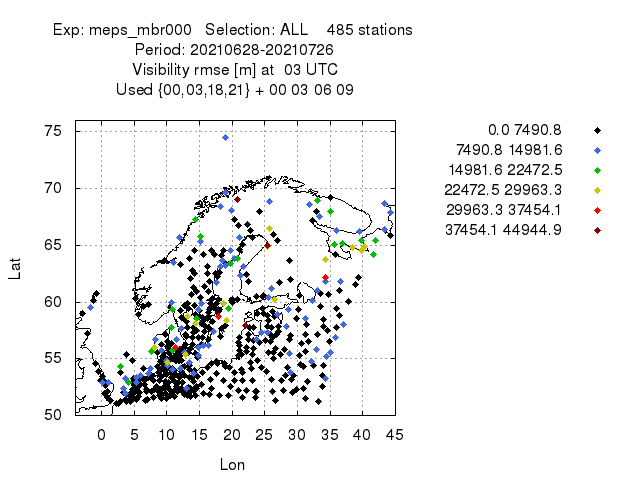 Exp: meps_mbr000   Selection: ALL    485 stations
Period: 20210628-20210726
Visibility rmse [m] at  03 UTC
Used {00,03,18,21} + 00 03 06 09
0.0 7490.8
7490.8 14981.6
14981.6 22472.5
22472.5 29963.3
29963.3 37454.1
37454.1 44944.9
75
70
65
60
55
50
Lat
0 5 10 15 20 25 30 35 40 45
Lon